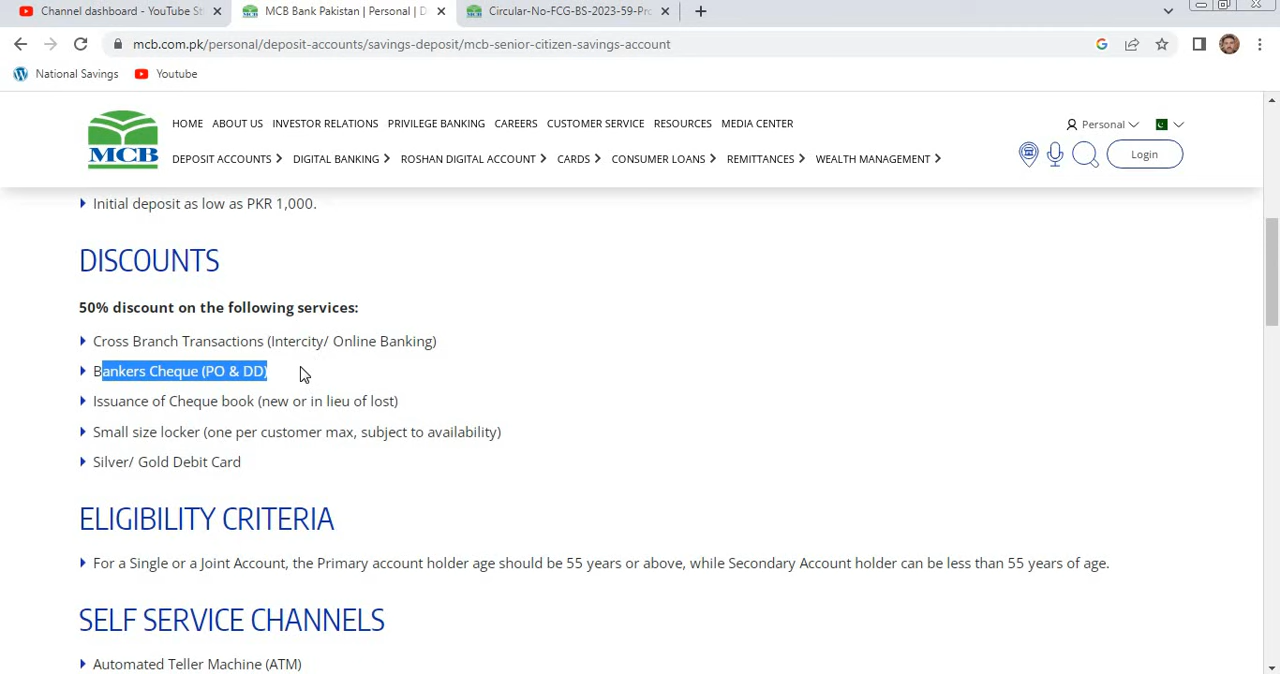 Channel dashboard - YouTube St
MCB Bank Pakistan | Personal | D
Circular-No-FCG-BS-2023-59-Pro
mcb.com.pk/personal/deposit-accounts/savings-deposit/mcb-senior-citizen-savings-account
National Savings
Youtube
MCB
HOME ABOUT US INVESTOR RELATIONS PRIVILEGE BANKING CAREERS CUSTOMER SERVICE RESOURCES MEDIA CENTER
Personal
DEPOSIT ACCOUNTS DIGITAL BANKING ROSHAN DIGITAL ACCOUNT CARDS CONSUMER LOANS REMITTANCES WEALTH MANAGEMENT
Login
Initial deposit as low as PKR 1,000.
DISCOUNTS
50% discount on the following services:
Cross Branch Transactions (Intercity/ Online Banking)
Bankers Cheque (PO & DD)
Issuance of Cheque book (new or in lieu of lost)
Small size locker (one per customer max, subject to availability)
Silver/ Gold Debit Card
ELIGIBILITY CRITERIA
For a Single or a Joint Account, the Primary account holder age should be 55 years or above, while Secondary Account holder can be less than 55 years of age.
SELF SERVICE CHANNELS
Automated Teller Machine (ATM)